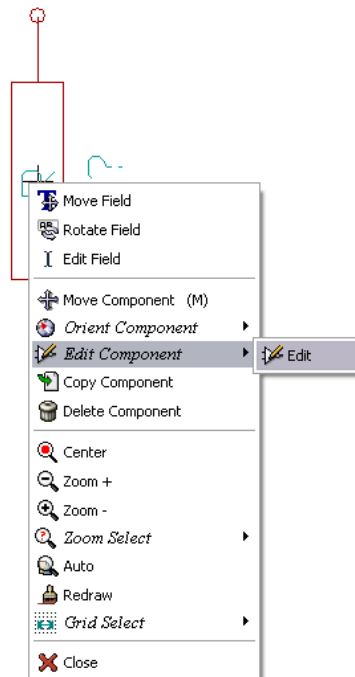 R
Move Field
Rotate Field
Edit Field
Move Component (M)
Orient Component
Edit Component
Edit
Copy Component
Delete Component
Center
Zoom +
Zoom -
Zoom Select
Auto
Redraw
Grid Select
Close